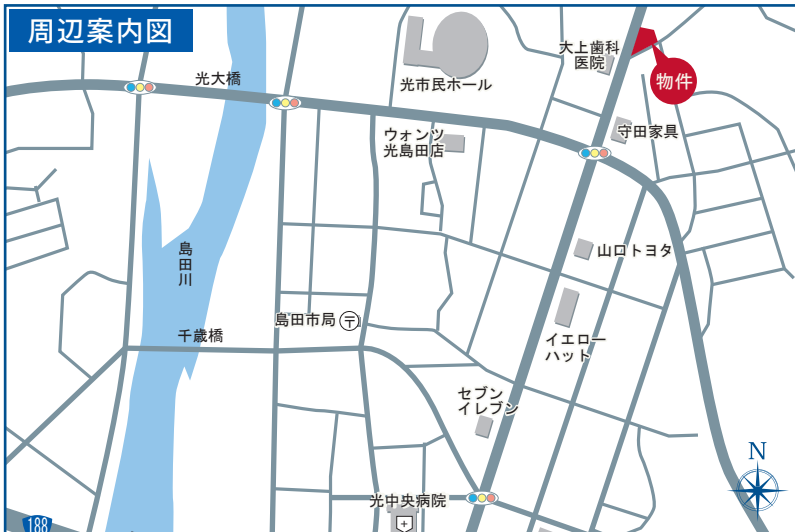 周辺案内図
大上歯科
医院
物件
光大橋
光市民ホール
ウォンツ
光島田店
守田家具
島田川
山口トヨタ
島田市局
千歳橋
イエロー
ハット
セブン
イレブン
光中央病院
N
188